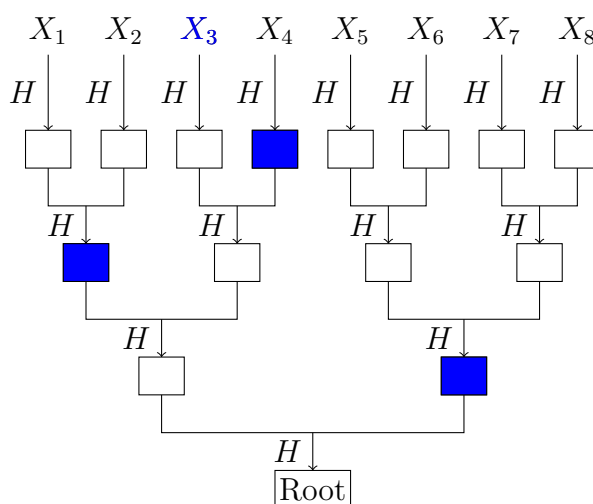 X₁ X₂ X₃ X₄ X₅ X₆ X₇ X₈
H H H H H H H H
H H H H
H H
H
Root